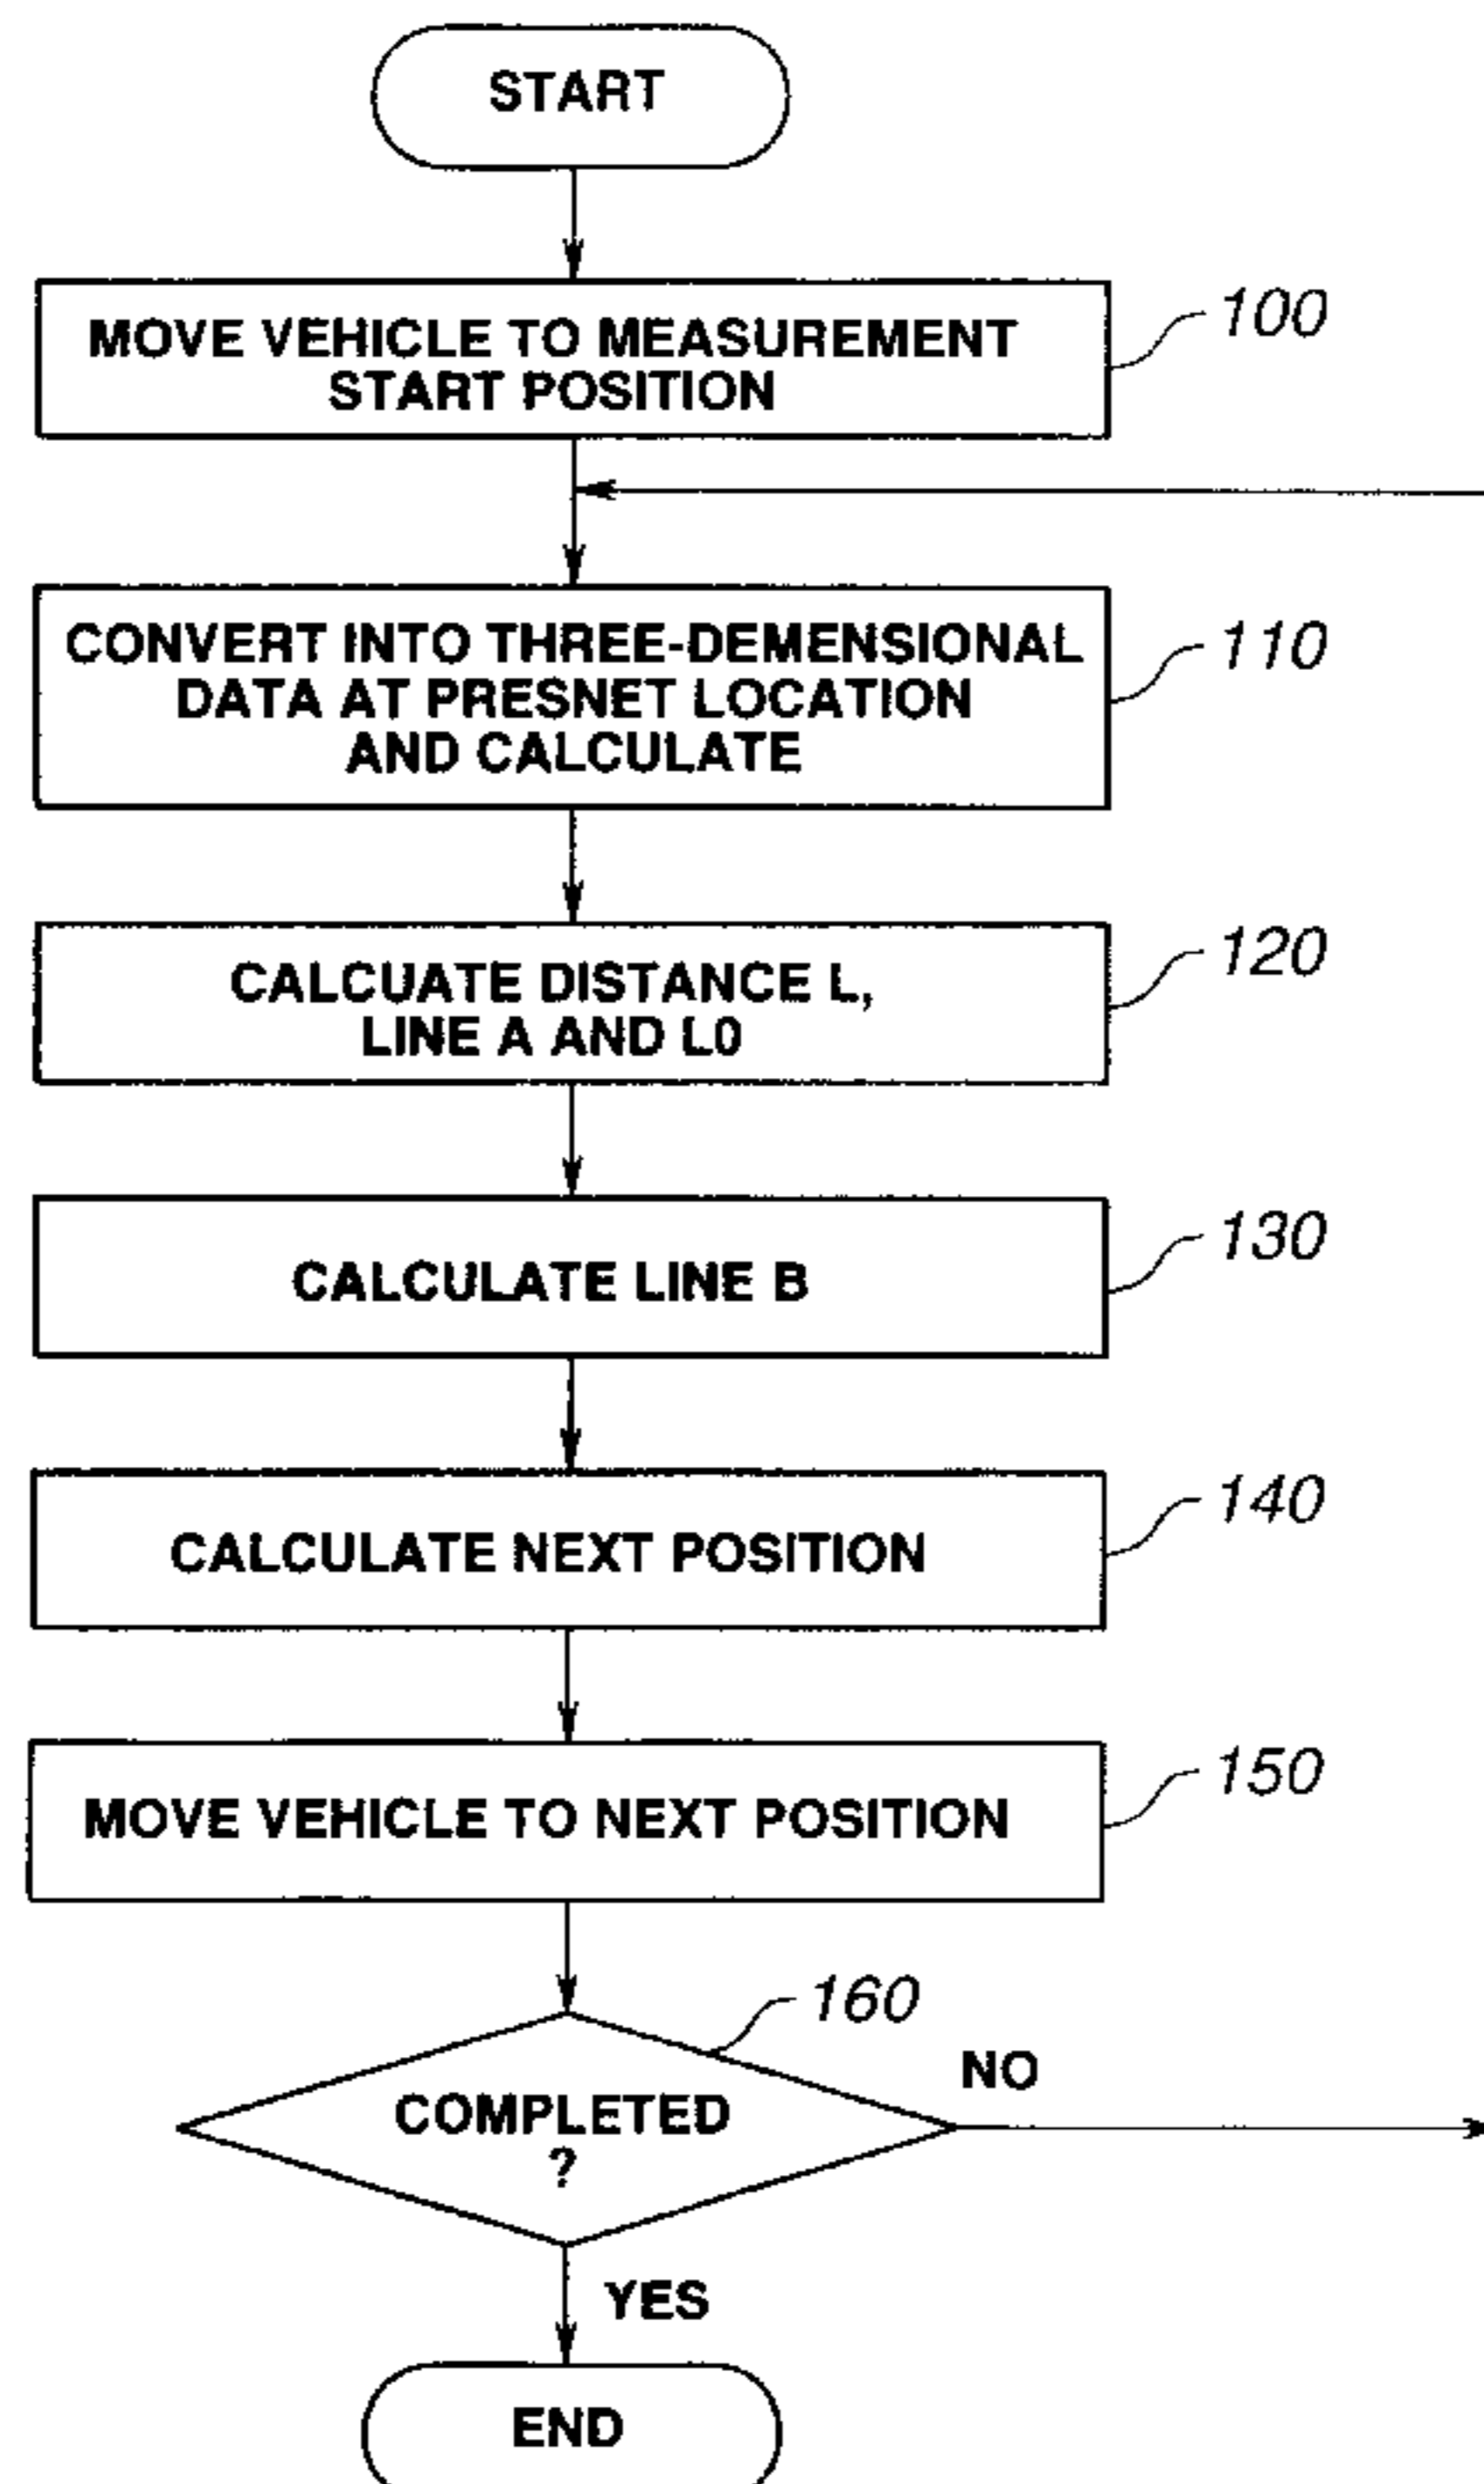 START
MOVE VEHICLE TO MEASUREMENT
START POSITION
100
CONVERT INTO THREE-DEMENSIONAL
DATA AT PRESNET LOCATION
AND CALCULATE
110
CALCUATE DISTANCE L,
LINE A AND L0
120
CALCULATE LINE B
130
CALCULATE NEXT POSITION
140
MOVE VEHICLE TO NEXT POSITION
150
160
COMPLETED
?
NO
YES
END